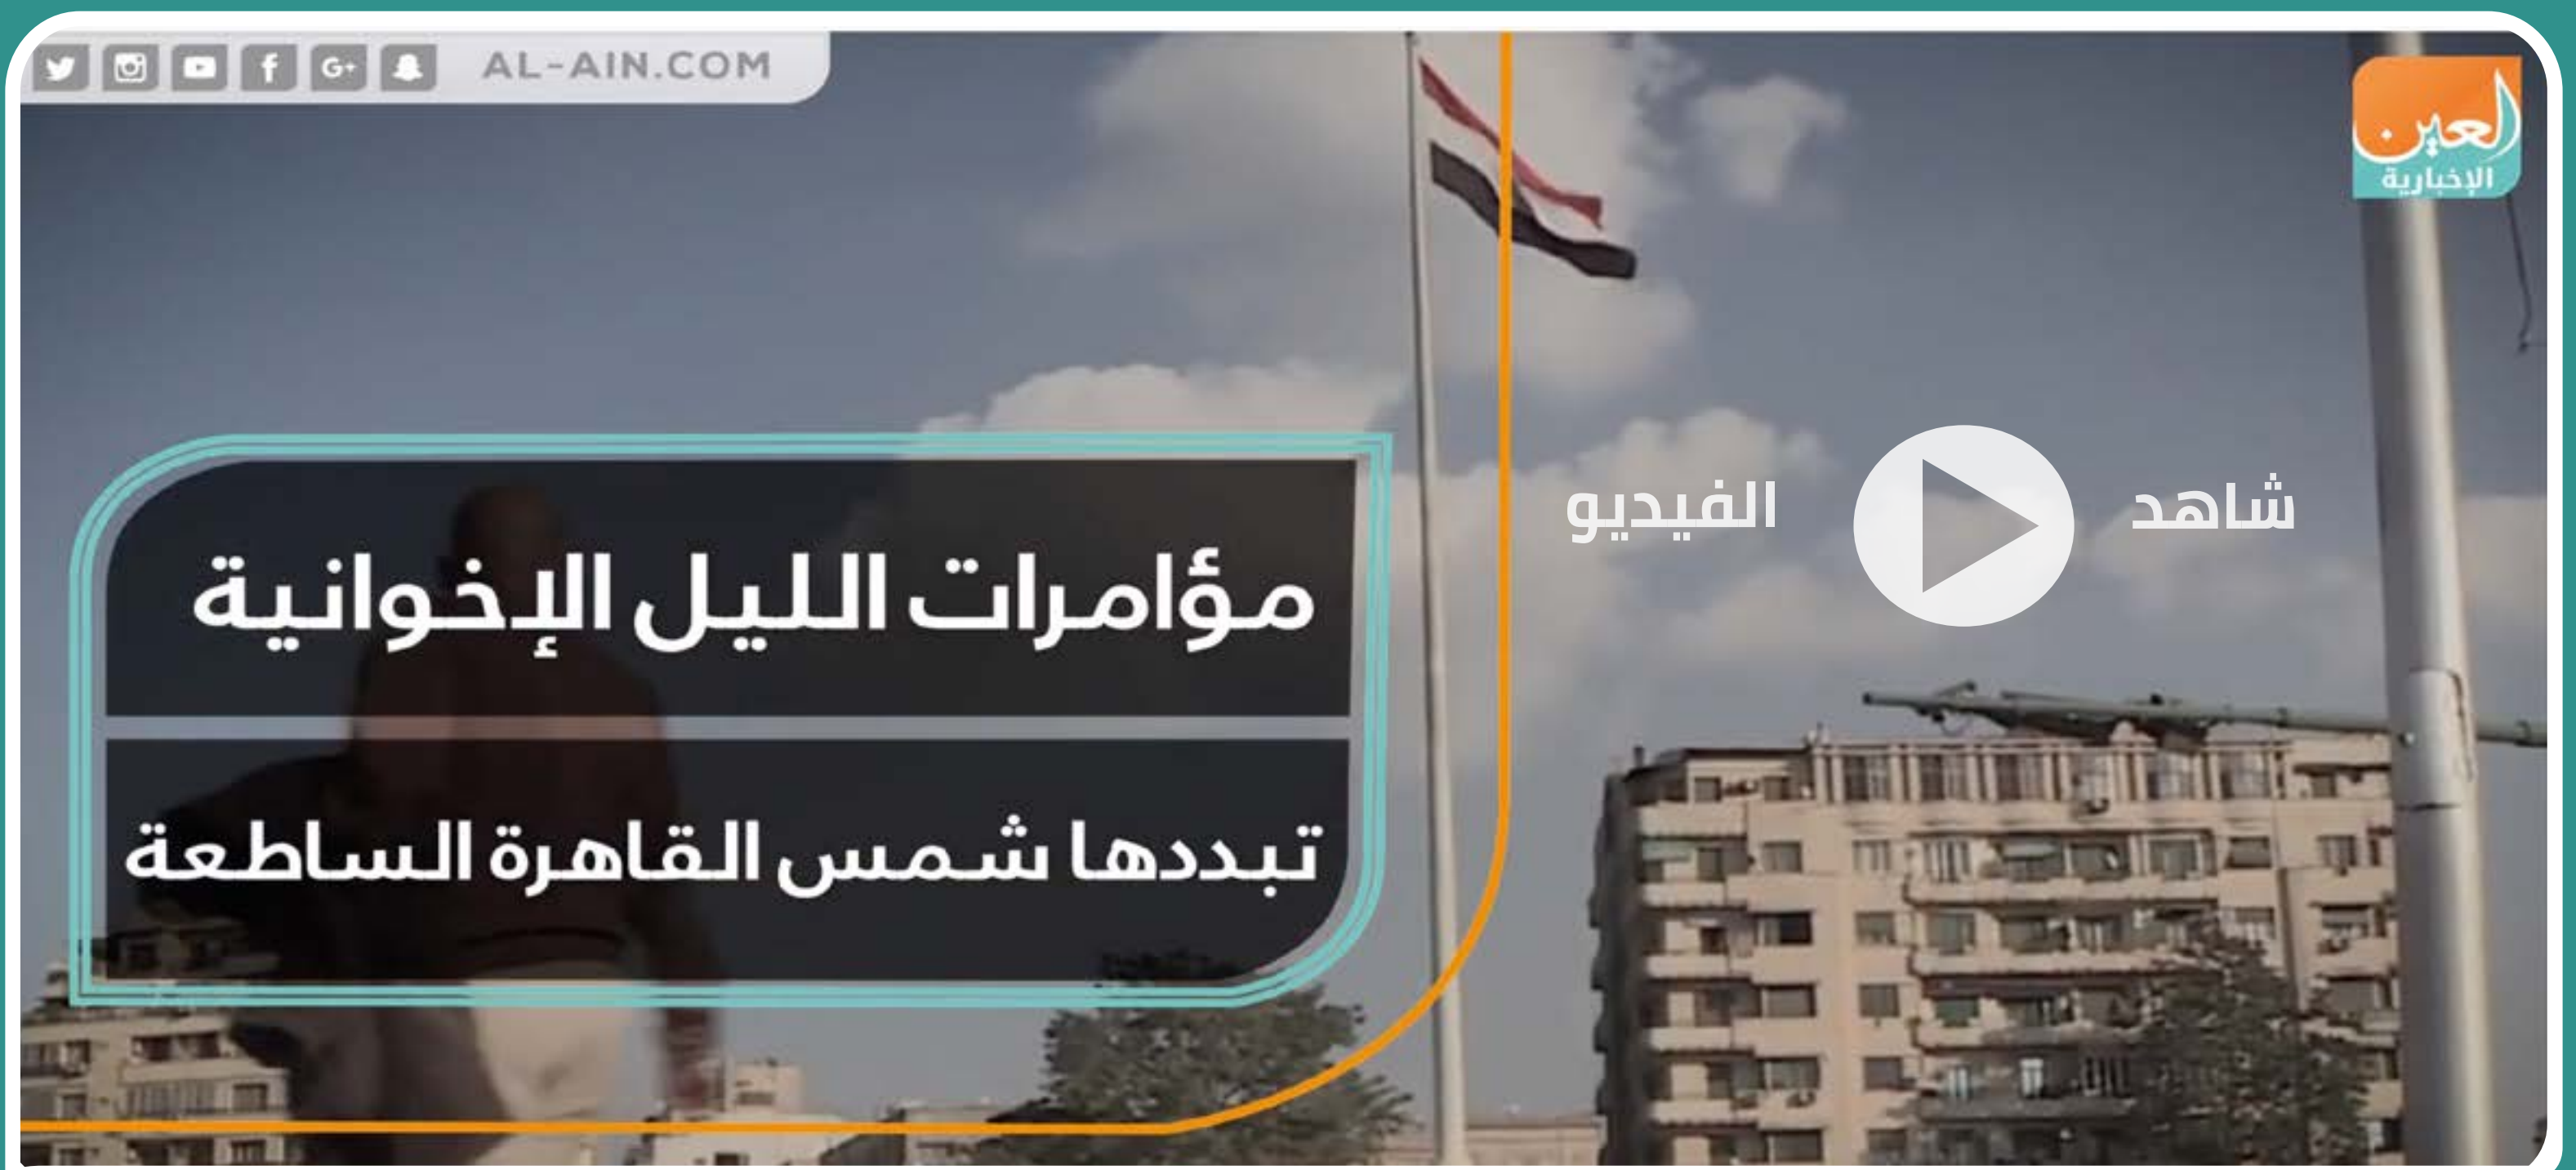 AL-AIN.COM
العين
الإخبارية
شاهد الفيديو
مؤامرات الليل الإخوانية
تبددها شمس القاهرة الساطعة